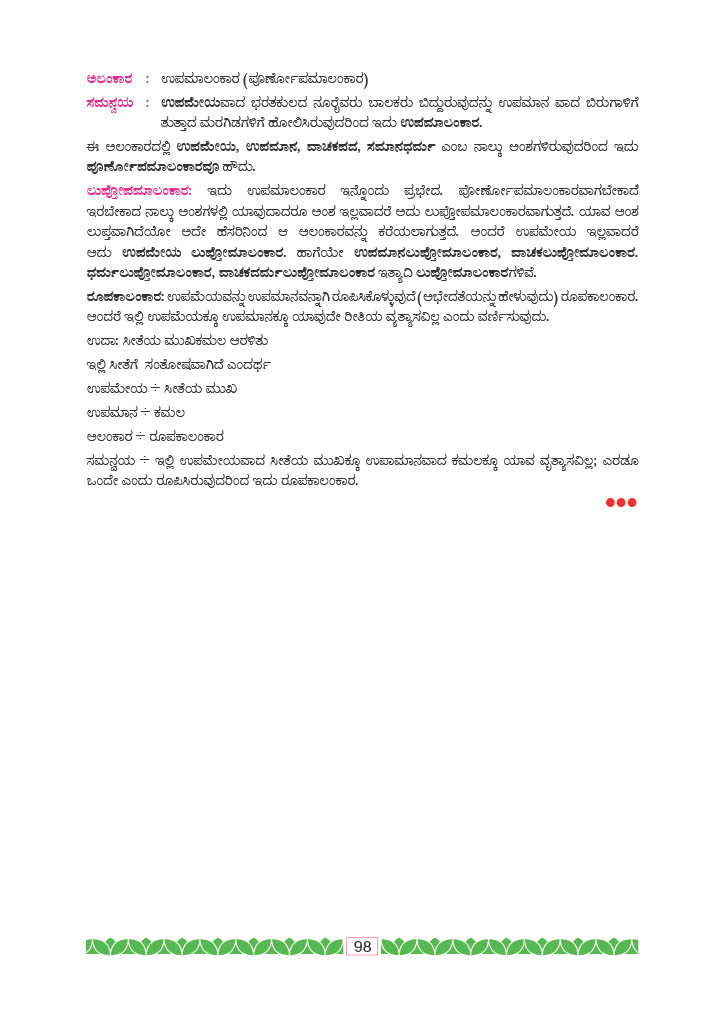 ಅಲಂಕಾರ : ಉಪಮಾಲಂಕಾರ (ಪೂರ್ಣೋಪಮಾಲಂಕಾರ)
ಸಮನ್ವಯ : ಉಪಮೇಯವಾದ ಭರತಕುಲದ ನೂರೈವರು ಬಾಲಕರು ಬಿದ್ದುರುವುದನ್ನು ಉಪಮಾನ ವಾದ ಬಿರುಗಾಳಿಗೆ
ತುತ್ತಾದ ಮರಗಿಡಗಳಿಗೆ ಹೋಲಿಸಿರುವುದರಿಂದ ಇದು ಉಪಮಾಲಂಕಾರ.
ಈ ಅಲಂಕಾರದಲ್ಲಿ ಉಪಮೇಯ, ಉಪಮಾನ, ವಾಚಕಪದ, ಸಮಾನಧರ್ಮ ಎಂಬ ನಾಲ್ಕು ಅಂಶಗಳಿರುವುದರಿಂದ ಇದು
ಪೂರ್ಣೋಪಮಾಲಂಕಾರವೂ ಹೌದು.
ಲುಪ್ತೋಪಮಾಲಂಕಾರ: ಇದು ಉಪಮಾಲಂಕಾರ ಇನ್ನೊಂದು ಪ್ರಭೇದ. ಪೋರ್ಣೋಪಮಾಲಂಕಾರವಾಗಬೇಕಾದೆ
ಇರಬೇಕಾದ ನಾಲ್ಕು ಅಂಶಗಳಲ್ಲಿ ಯಾವುದಾದರೂ ಅಂಶ ಇಲ್ಲವಾದರೆ ಅದು ಲುಪ್ತೋಪಮಾಲಂಕಾರವಾಗುತ್ತದೆ. ಯಾವ ಅಂಶ
ಲುಪ್ತವಾಗಿದೆಯೋ ಅದೇ ಹೆಸರಿನಿಂದ ಆ ಅಲಂಕಾರವನ್ನು ಕರೆಯಲಾಗುತ್ತದೆ. ಅಂದರೆ ಉಪಮೇಯ ಇಲ್ಲವಾದರೆ
ಅದು ಉಪಮೇಯ ಲುಪ್ತೋಮಾಲಂಕಾರ. ಹಾಗೆಯೇ ಉಪಮಾನಲುಪ್ತೋಮಾಲಂಕಾರ, ವಾಚಕಲುಪ್ತೋಮಾಲಂಕಾರ.
ಧರ್ಮಲುಪ್ತೋಮಾಲಂಕಾರ, ವಾಚಕದರ್ಮಲುಪ್ತೋಮಾಲಂಕಾರ ಇತ್ಯಾದಿ ಲುಪ್ತೋಮಾಲಂಕಾರಗಳಿವೆ.
ರೂಪಕಾಲಂಕಾರ: ಉಪಮೆಯವನ್ನು ಉಪಮಾನವನ್ನಾಗಿ ರೂಪಿಸಿಕೊಳ್ಳುವುದೆ (ಅಭೇದತೆಯನ್ನು ಹೇಳುವುದು) ರೂಪಕಾಲಂಕಾರ.
ಅಂದರೆ ಇಲ್ಲಿ ಉಪಮೆಯಕ್ಕೂ ಉಪಮಾನಕ್ಕೂ ಯಾವುದೇ ರೀತಿಯ ವ್ಯತ್ಯಾಸವಿಲ್ಲ ಎಂದು ವರ್ಣಿಸುವುದು.
ಉದಾ: ಸೀತೆಯ ಮುಖಕಮಲ ಆರಳಿತು
ಇಲ್ಲಿ ಸೀತೆಗೆ ಸಂತೋಷವಾಗಿದೆ ಎಂದರ್ಥ
ಉಪಮೇಯ ÷ ಸೀತೆಯ ಮುಖ
ಉಪಮಾನ ÷ ಕಮಲ
ಅಲಂಕಾರ ÷ ರೂಪಕಾಲಂಕಾರ
ಸಮನ್ವಯ ÷ ಇಲ್ಲಿ ಉಪಮೇಯವಾದ ಸೀತೆಯ ಮುಖಕ್ಕೂ ಉಪಾಮಾನವಾದ ಕಮಲಕ್ಕೂ ಯಾವ ವ್ಯತ್ಯಾಸವಿಲ್ಲ; ಎರಡೂ
ಒಂದೇ ಎಂದು ರೂಪಿಸಿರುವುದರಿಂದ ಇದು ರೂಪಕಾಲಂಕಾರ.
98